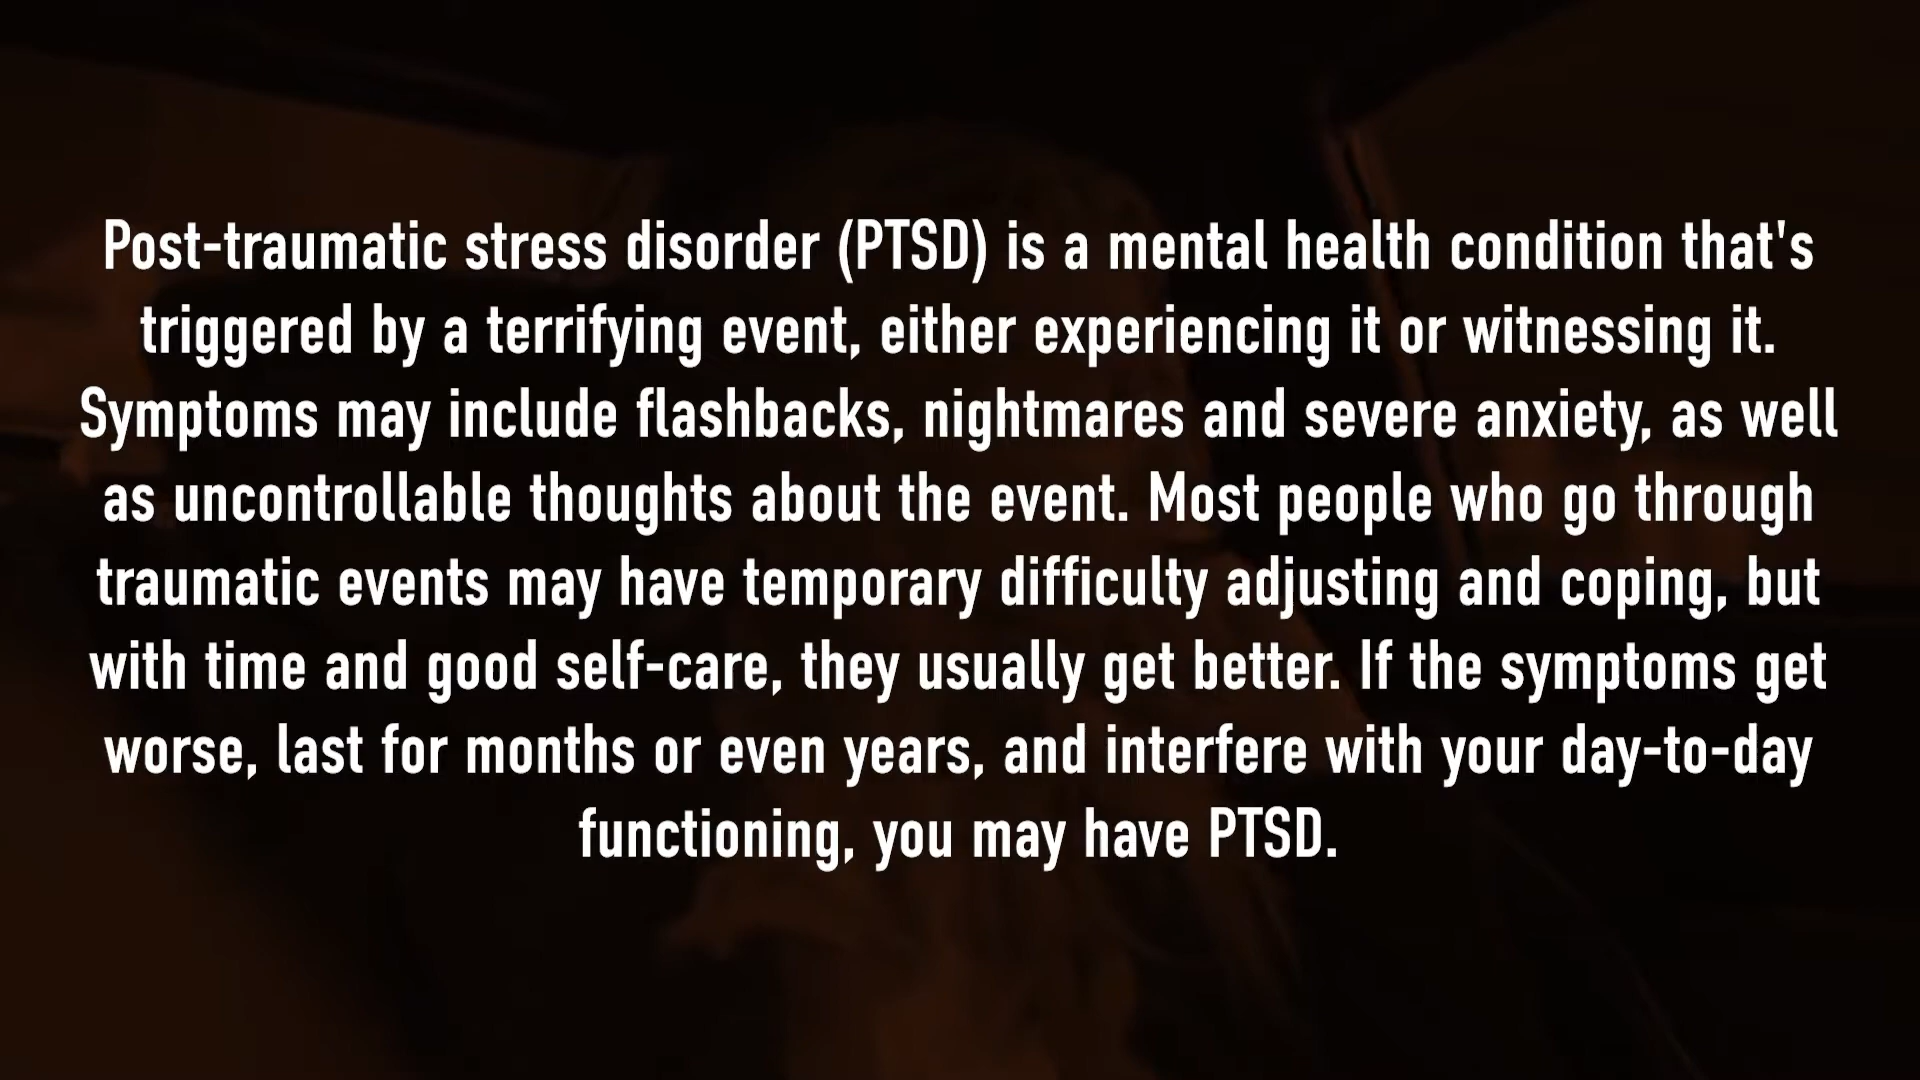 Post-traumatic stress disorder (PTSD) is a mental health condition that's
triggered by a terrifying event, either experiencing it or witnessing it.
Symptoms may include flashbacks, nightmares and severe anxiety, as well
as uncontrollable thoughts about the event. Most people who go through
traumatic events may have temporary difficulty adjusting and coping, but
with time and good self-care, they usually get better. If the symptoms get
worse, last for months or even years, and interfere with your day-to-day
functioning, you may have PTSD.